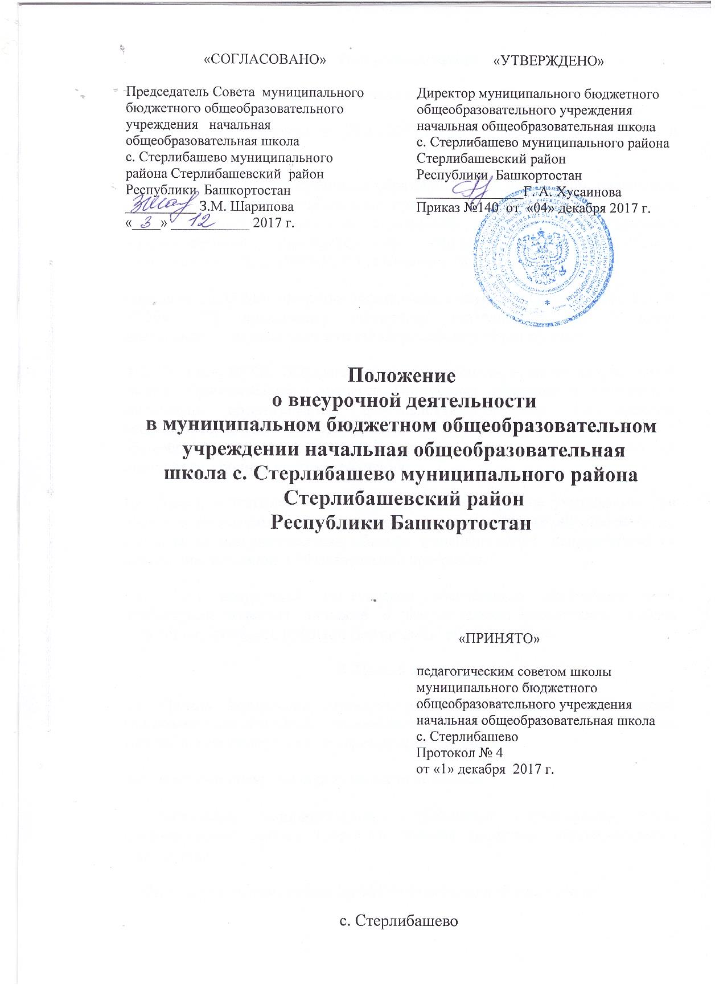 «СОГЛАСОВАНО»
Председатель Совета муниципального
бюджетного общеобразовательного
учреждения начальная
общеобразовательная школа
с. Стерлибашево муниципального
района Стерлибашевский район
Республики Башкортостан
__________ З.М. Шарипова
«__3__» ___12________ 2017 г.
«УТВЕРЖДЕНО»
Директор муниципального бюджетного
общеобразовательного учреждения
начальная общеобразовательная школа
с. Стерлибашево муниципального района
Стерлибашевский район
Республики Башкортостан
_______________Г. А. Хусаинова
Приказ №140 от «04» декабря 2017 г.
Положение
о внеурочной деятельности
в муниципальном бюджетном общеобразовательном
учреждении начальная общеобразовательная
школа с. Стерлибашево муниципального района
Стерлибашевский район
Республики Башкортостан
«ПРИНЯТО»
педагогическим советом школы
муниципального бюджетного
общеобразовательного учреждения
начальная общеобразовательная школа
с. Стерлибашево
Протокол № 4
от «1» декабря 2017 г.
с. Стерлибашево